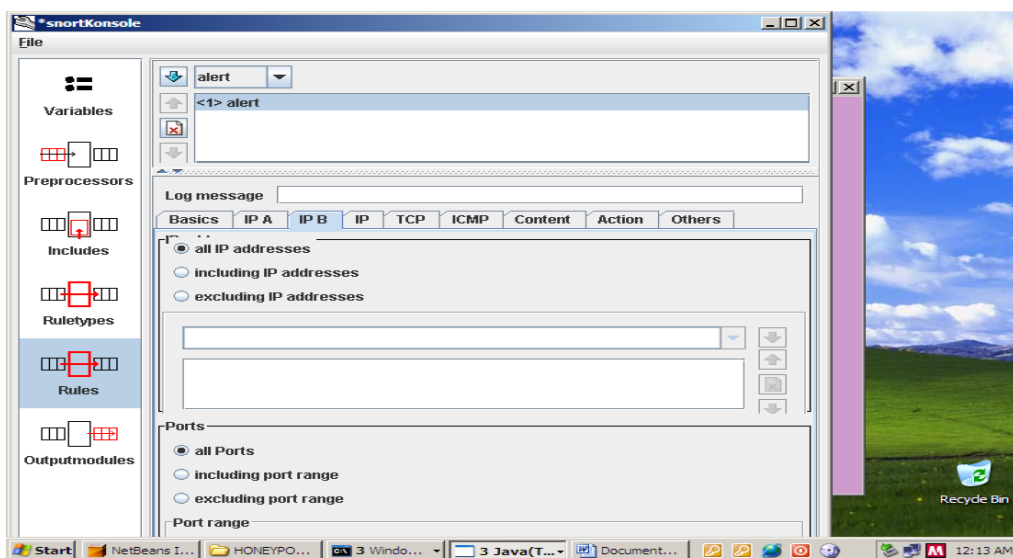 *snortKonsole
File
Variables
Preprocessors
Includes
Ruletypes
Rules
Outputmodules
alert
<1> alert
Log message
Basics IP A IP B IP TCP ICMP Content Action Others
all IP addresses
including IP addresses
excluding IP addresses
Ports
all Ports
including port range
excluding port range
Port range
Recycle Bin
Start NetBeans I... HONEYPO... 3 Windo... 3 Java(T... Document... 12:13 AM